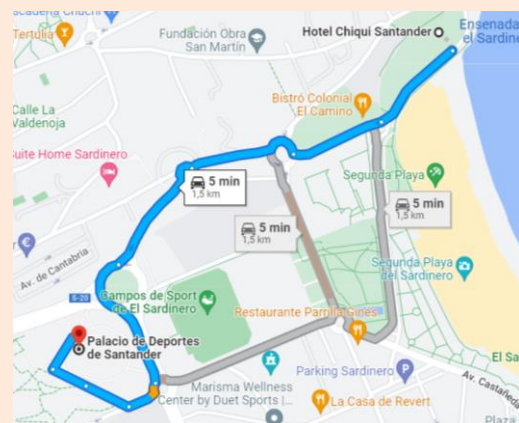 Tertulia
Fundación Obra
San Martín
Hotel Chiqui Santander
Ensenada
el Sardine
Calle La
Valdenoja
Bistró Colonial
El Camino
Suite Home Sardinero
5 min
1,5 km
Segunda Playa
5 min
1,5 km
5 min
1,5 km
Av. de Cantabria
S-20
Campos de Sport
de El Sardinero
Segunda Playa
del Sardinero
Restaurante Parrilla Gines
Palacio de Deportes
de Santander
El Sa
Marisma Wellness
Center by Duet Sports |...
Parking Sardinero
Av. Castañeda
La Casa de Revert
Plaza